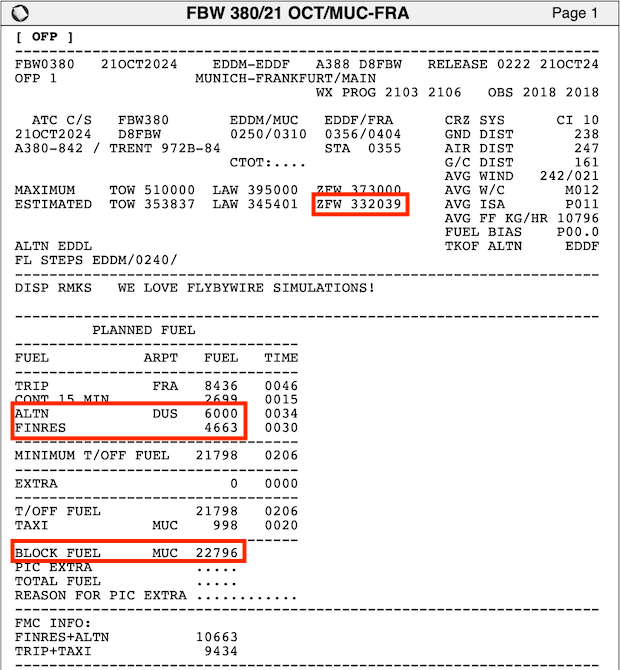 FBW 380/21 OCT/MUC-FRA Page 1
[ OFP ]
FBW0380 21OCT2024 EDDM-EDDF A388 D8FBW RELEASE 0222 21OCT24
OFP 1 MUNICH-FRANKFURT/MAIN
WX PROG 2103 2106 OBS 2018 2018
ATC C/S FBW380 EDDM/MUC EDDF/FRA CRZ SYS CI 10
21OCT2024 D8FBW 0250/0310 0356/0404 GND DIST 238
A380-842 / TRENT 972B-84 STA 0355 AIR DIST 247
CTOT:.... G/C DIST 161
AVG WIND 242/021
MAXIMUM TOW 510000 LAW 395000 ZFW 373000 AVG W/C M012
ESTIMATED TOW 353837 LAW 345401 ZFW 332039 AVG ISA P011
AVG FF KG/HR 10796
FUEL BIAS P00.0
ALTN EDDL TKOF ALTN EDDF
FL STEPS EDDM/0240/
DISP RMKS WE LOVE FLYBYWIRE SIMULATIONS!
PLANNED FUEL
FUEL ARPT FUEL TIME
TRIP FRA 8436 0046
CONT 15 MIN 2699 0015
ALTN DUS 6000 0034
FINRES 4663 0030
MINIMUM T/OFF FUEL 21798 0206
EXTRA 0 0000
T/OFF FUEL 21798 0206
TAXI MUC 998 0020
BLOCK FUEL MUC 22796
PIC EXTRA .....
TOTAL FUEL .....
REASON FOR PIC EXTRA ............
FMC INFO:
FINRES+ALTN 10663
TRIP+TAXI 9434